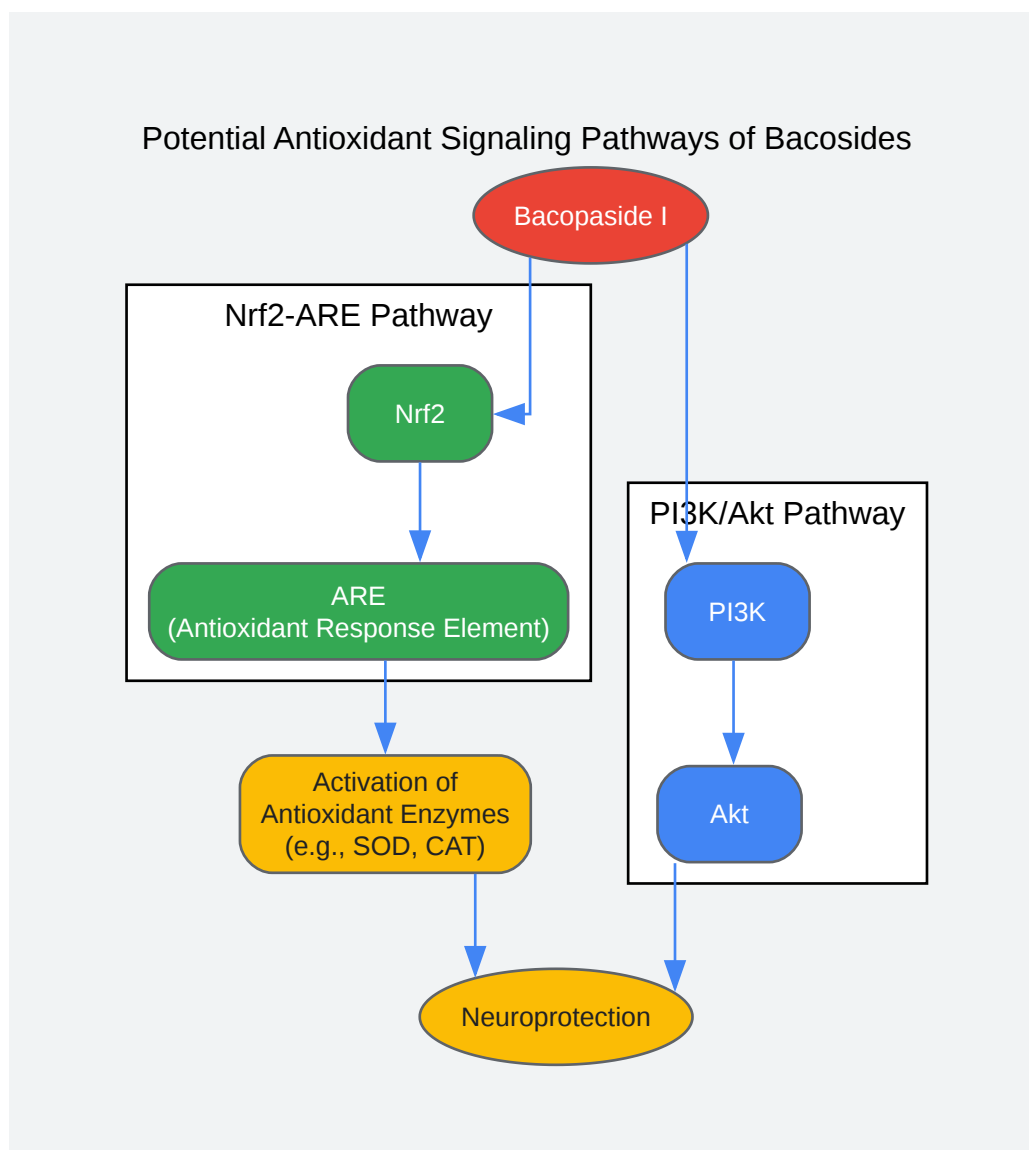 Potential Antioxidant Signaling Pathways of Bacosides
Bacopaside I
Nrf2-ARE Pathway
Nrf2
ARE
(Antioxidant Response Element)
PI3K/Akt Pathway
PI3K
Akt
Activation of
Antioxidant Enzymes
(e.g., SOD, CAT)
Neuroprotection